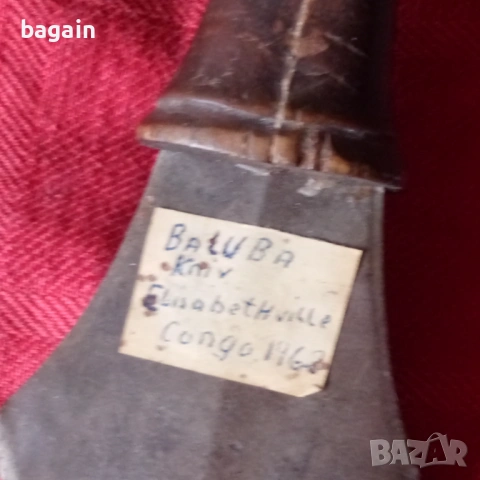 bagain
BALUBA
Kniv
ElisabetHville
Congo, 1962
BAZAR